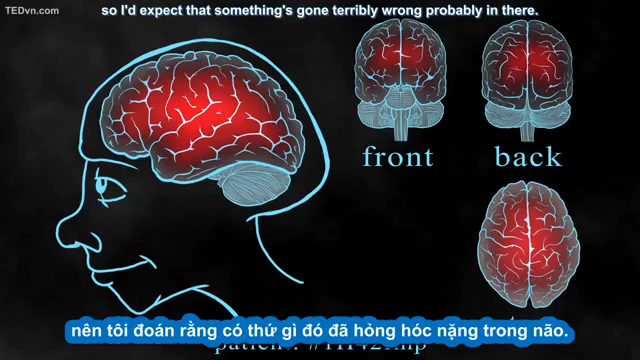 TEDvn.com
so I'd expect that something's gone terribly wrong probably in there.
front
back
nên tôi đoán rằng có thứ gì đó đã hỏng hóc nặng trong não.